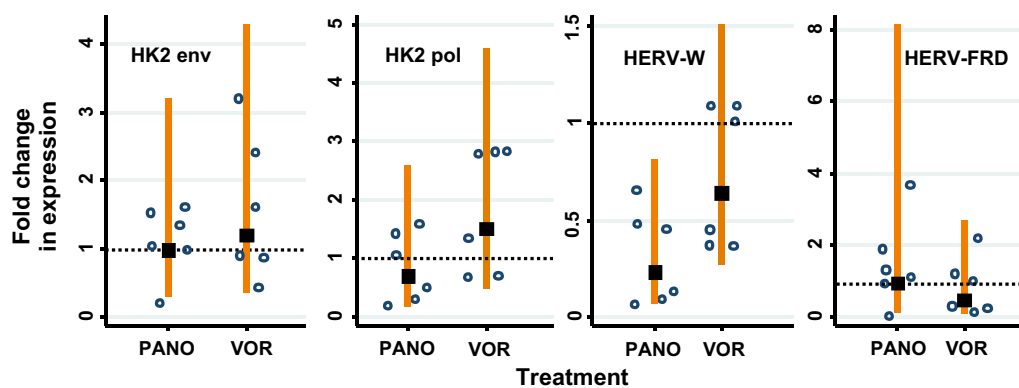 HK2 env
HK2 pol
HERV-W
HERV-FRD
Fold change
in expression
0
1
2
3
4
0
1
2
3
4
5
0
0.5
1
1.5
0
2
4
6
8
PANO VOR PANO VOR PANO VOR PANO VOR
Treatment